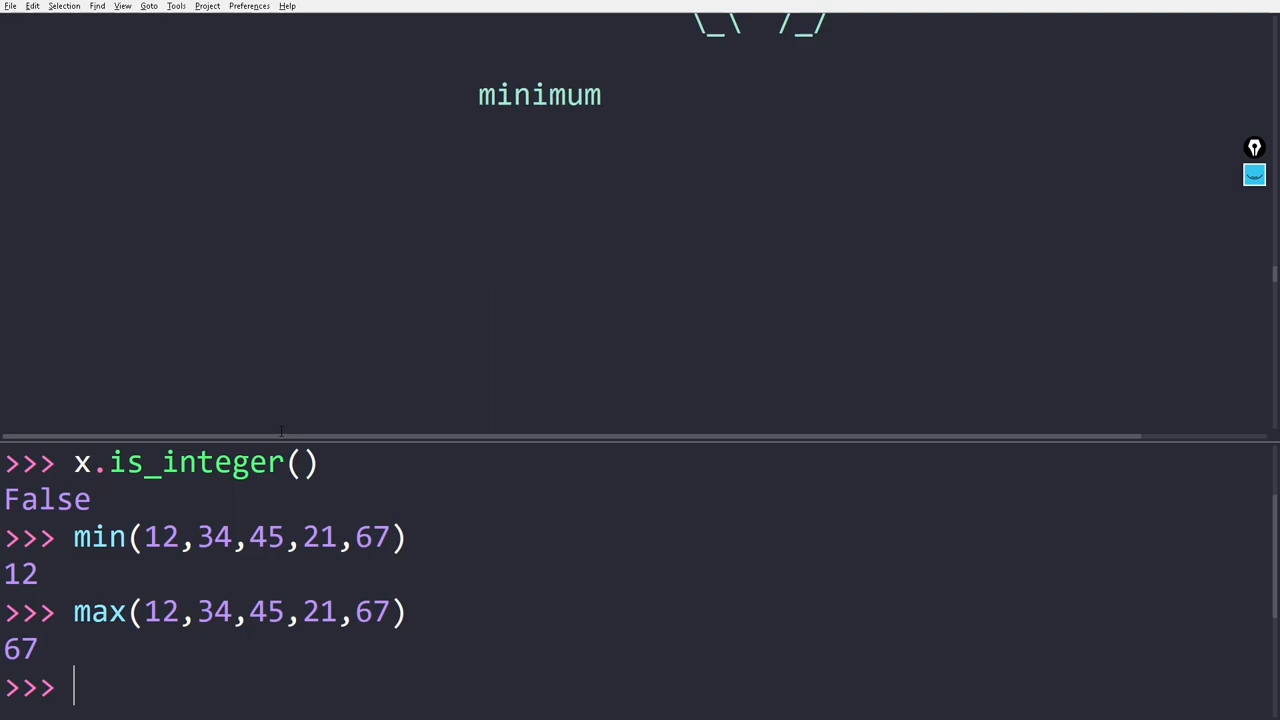 File Edit Selection Find View Goto Tools Project Preferences Help
\_\ /_/
minimum
>>> x.is_integer()
False
>>> min(12,34,45,21,67)
12
>>> max(12,34,45,21,67)
67
>>>